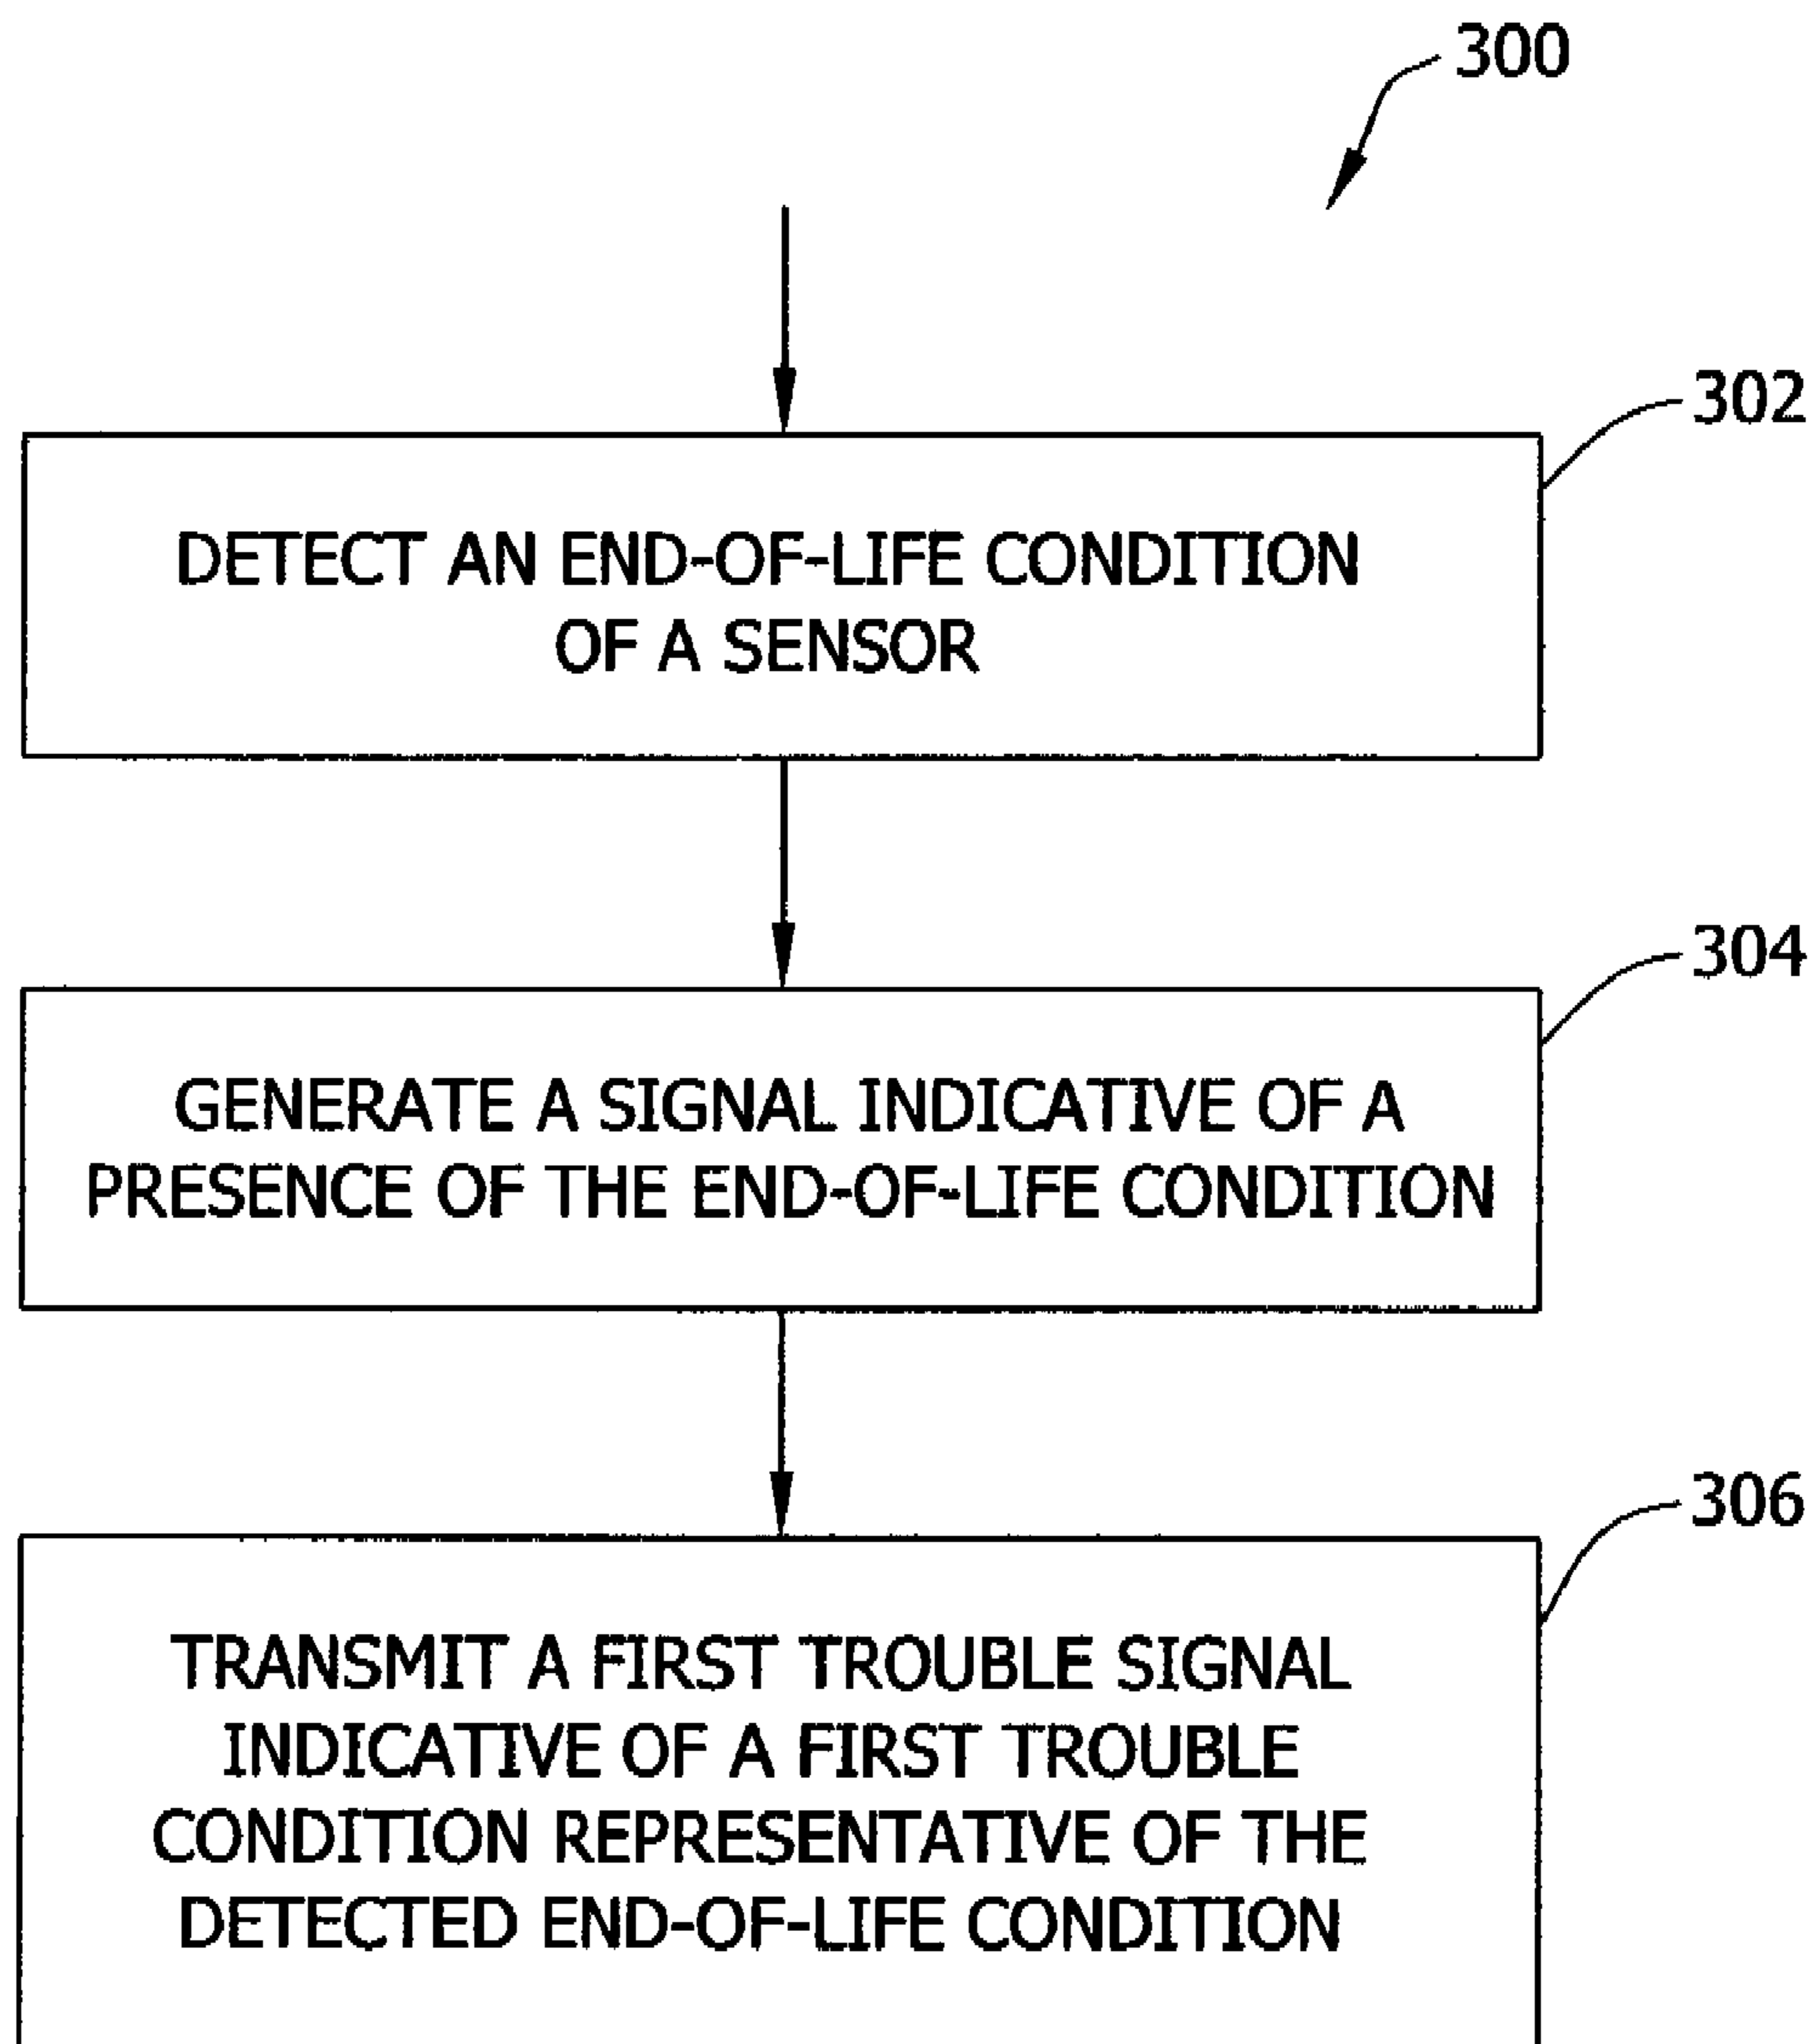 300
302
DETECT AN END-OF-LIFE CONDITION
OF A SENSOR
304
GENERATE A SIGNAL INDICATIVE OF A
PRESENCE OF THE END-OF-LIFE CONDITION
306
TRANSMIT A FIRST TROUBLE SIGNAL
INDICATIVE OF A FIRST TROUBLE
CONDITION REPRESENTATIVE OF THE
DETECTED END-OF-LIFE CONDITION